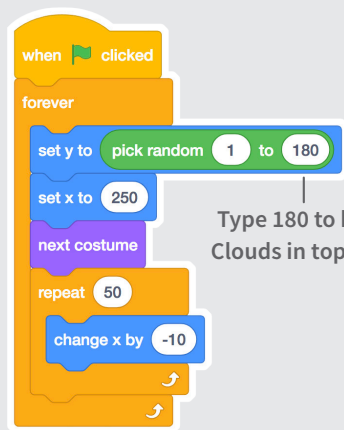 when clicked
forever
set y to pick random 1 to 180
set x to 250
Type 180 to
next costume
Clouds in top
repeat 50
change x by -10